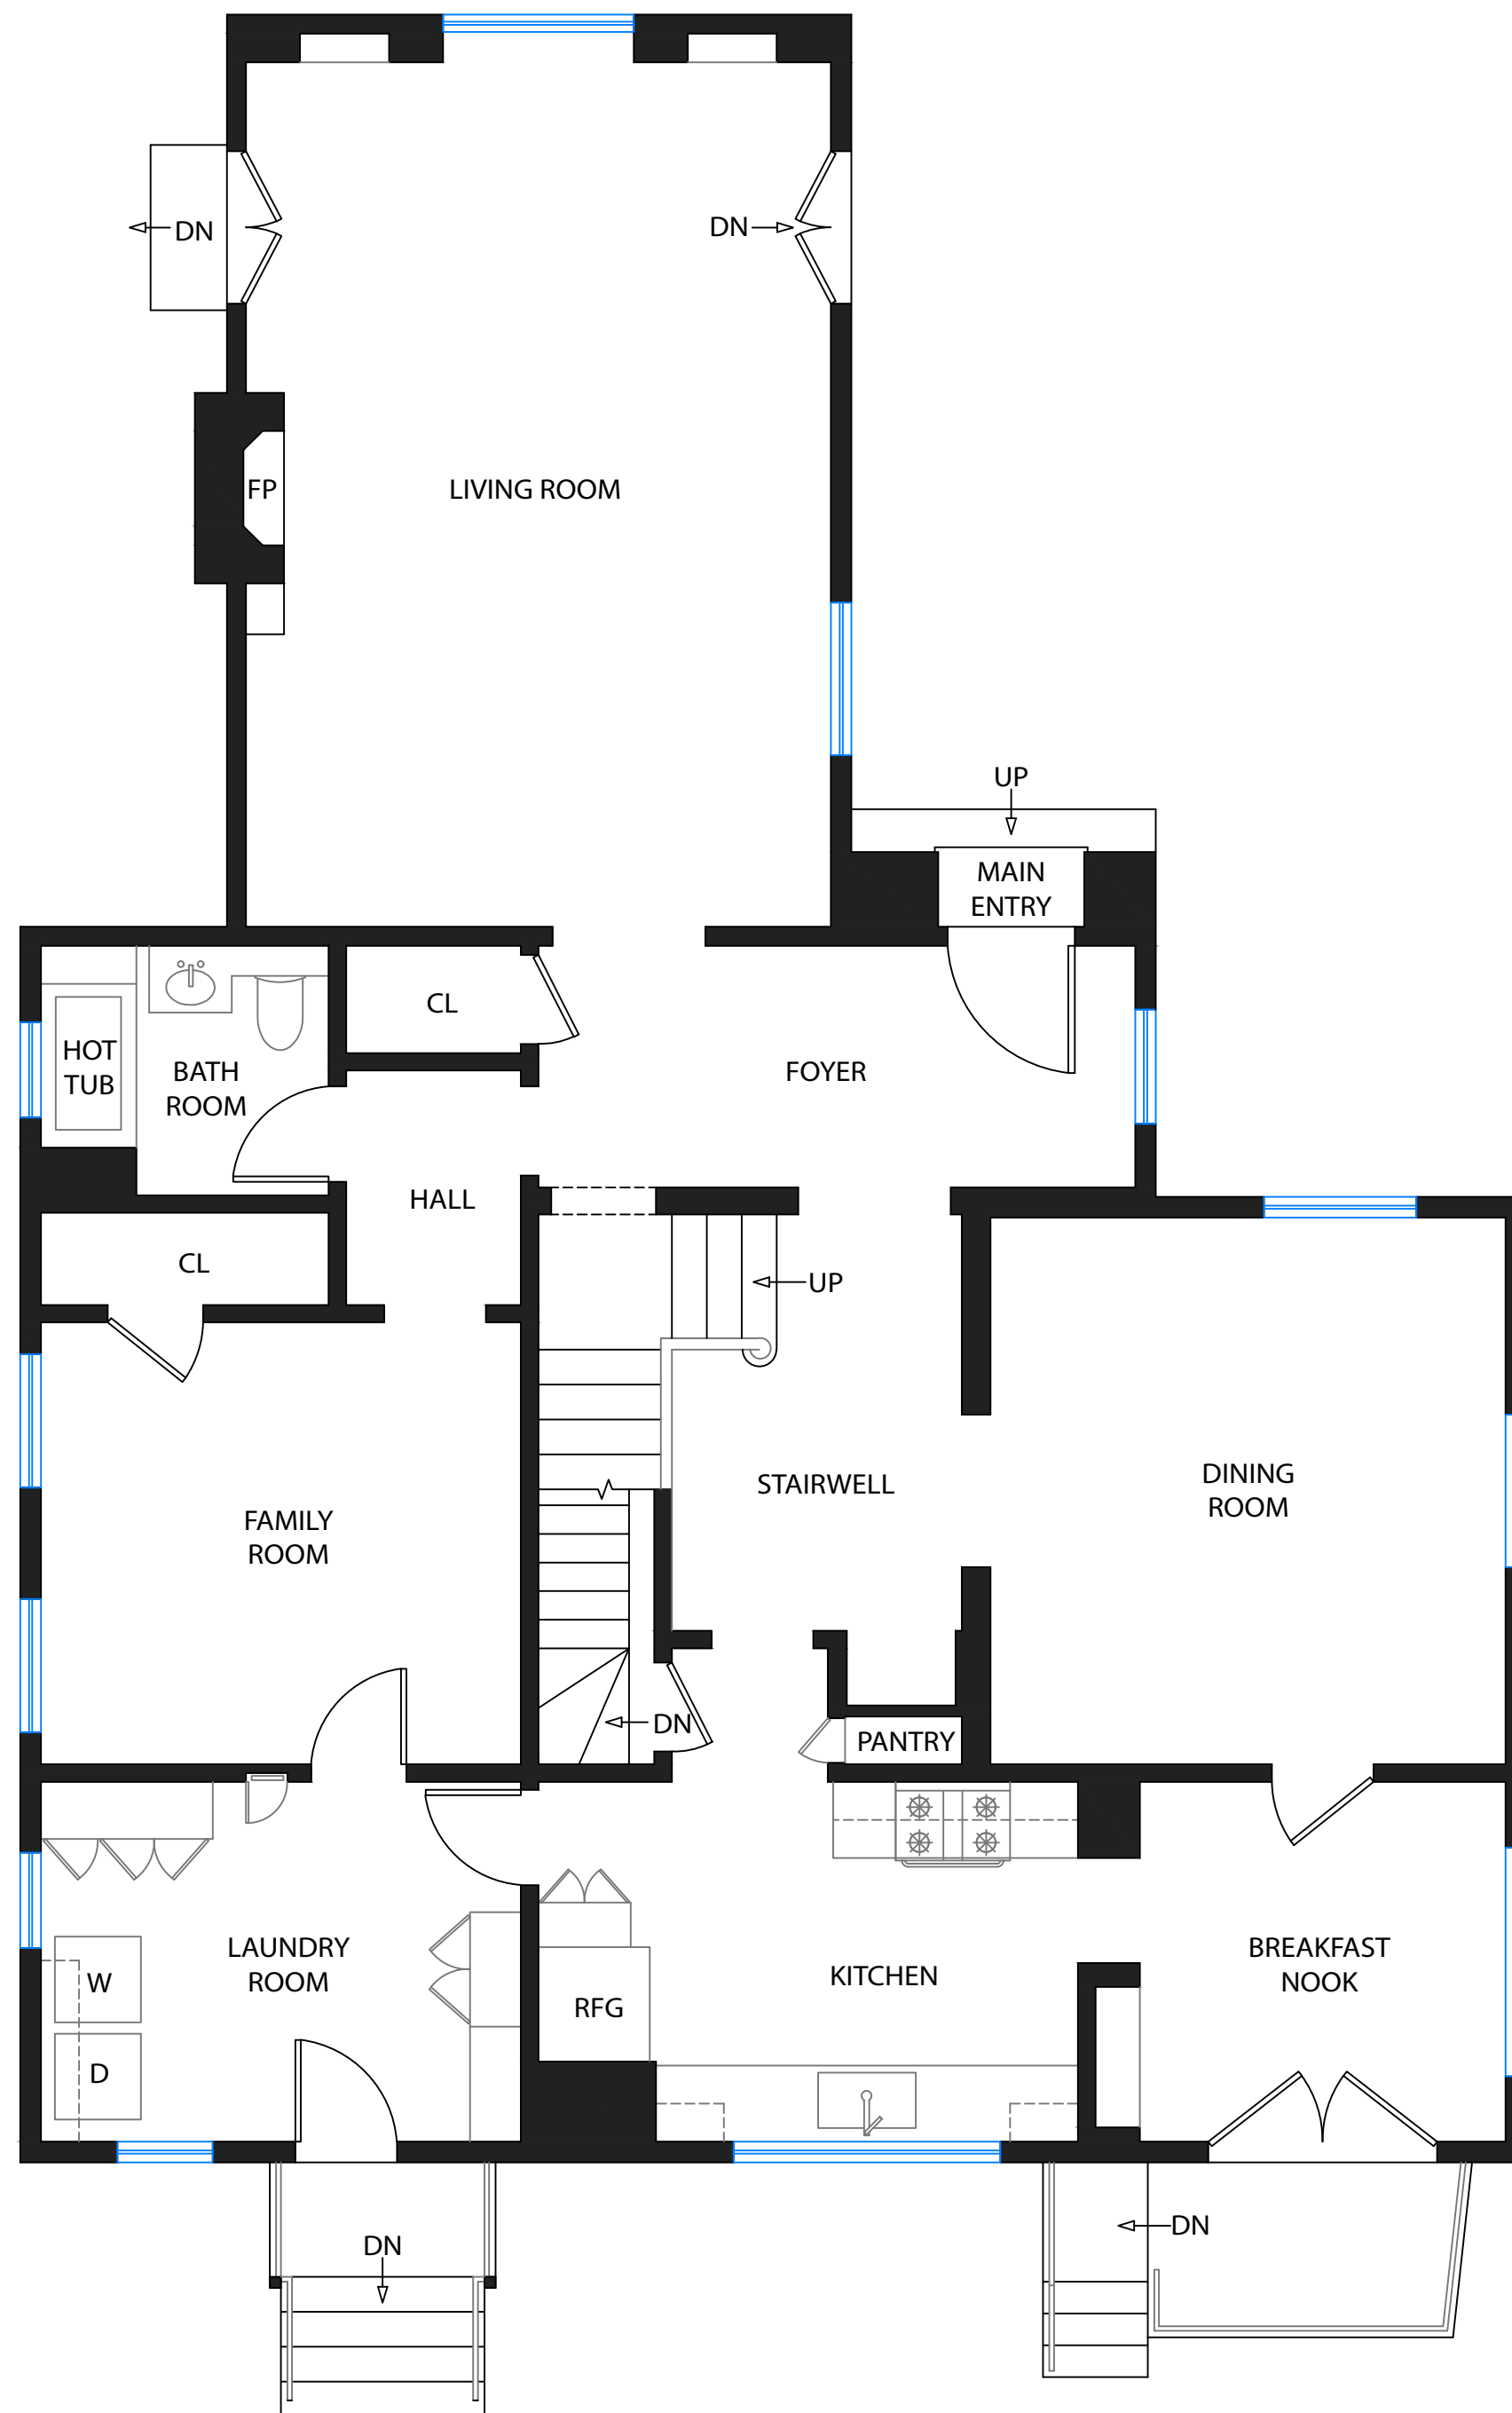 DN
DN
FP
LIVING ROOM
UP
MAIN
ENTRY
CL
HOT
TUB
BATH
ROOM
FOYER
HALL
CL
UP
STAIRWELL
DINING
ROOM
FAMILY
ROOM
DN
PANTRY
LAUNDRY
ROOM
W
D
RFG
KITCHEN
BREAKFAST
NOOK
DN
DN